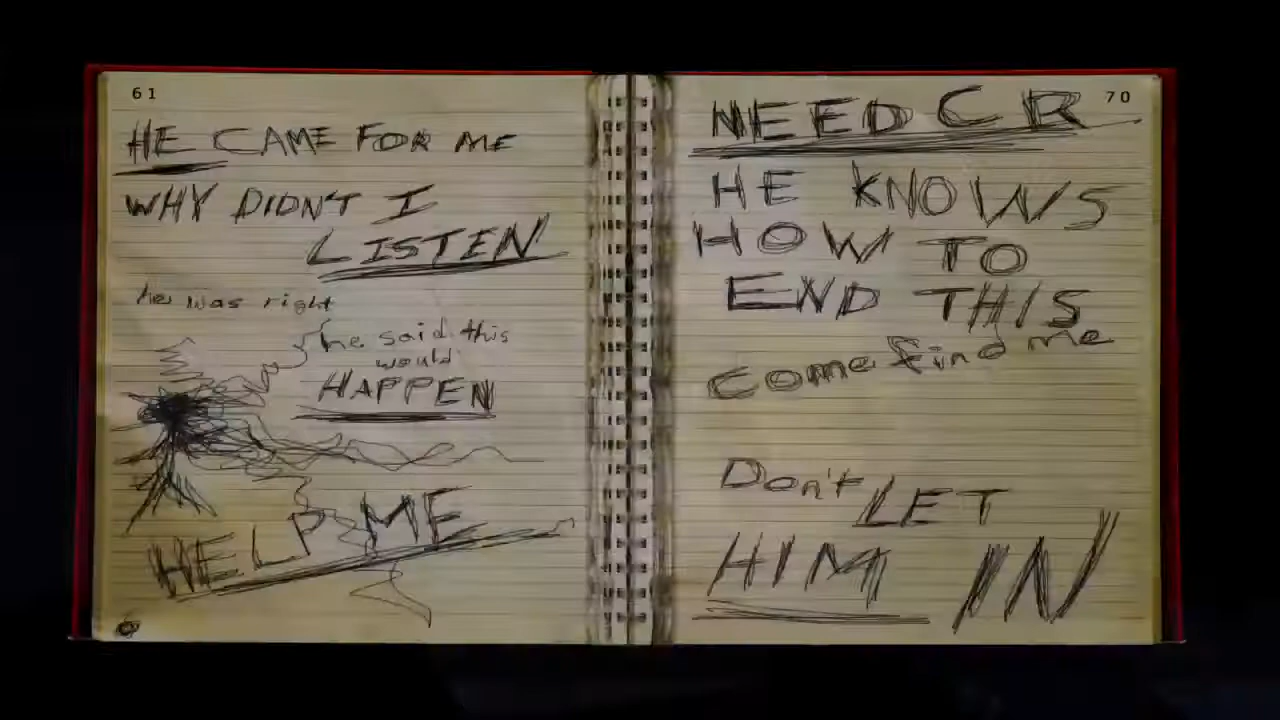 61
HE CAME FOR ME
WHY DIDN'T I
LISTEN
he was right
he said this
would
HAPPEN
HELP ME
70
NEED CR
HE KNOWS
HOW TO
END THIS
come find me
Don't LET
HIM IN